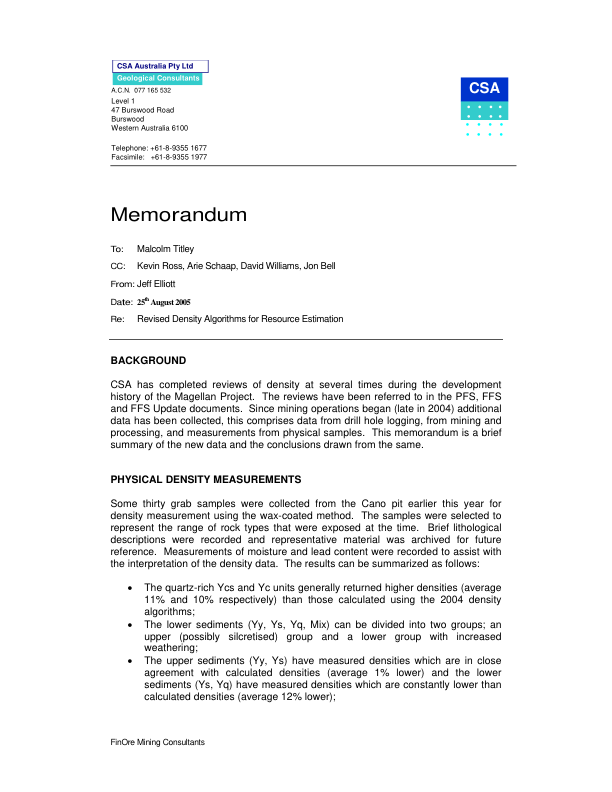 CSA Australia Pty Ltd
Geological Consultants
A.C.N. 077 165 532
Level 1
47 Burswood Road
Burswood
Western Australia 6100
Telephone: +61-8-9355 1677
Facsimile: +61-8-9355 1977
CSA
Memorandum
To: Malcolm Titley
CC: Kevin Ross, Arie Schaap, David Williams, Jon Bell
From: Jeff Elliott
Date: 25th August 2005
Re: Revised Density Algorithms for Resource Estimation
BACKGROUND
CSA has completed reviews of density at several times during the development
history of the Magellan Project. The reviews have been referred to in the PFS, FFS
and FFS Update documents. Since mining operations began (late in 2004) additional
data has been collected, this comprises data from drill hole logging, from mining and
processing, and measurements from physical samples. This memorandum is a brief
summary of the new data and the conclusions drawn from the same.
PHYSICAL DENSITY MEASUREMENTS
Some thirty grab samples were collected from the Cano pit earlier this year for
density measurement using the wax-coated method. The samples were selected to
represent the range of rock types that were exposed at the time. Brief lithological
descriptions were recorded and representative material was archived for future
reference. Measurements of moisture and lead content were recorded to assist with
the interpretation of the density data. The results can be summarized as follows:
• The quartz-rich Ycs and Yc units generally returned higher densities (average
11% and 10% respectively) than those calculated using the 2004 density
algorithms;
• The lower sediments (Yy, Ys, Yq, Mix) can be divided into two groups; an
upper (possibly silcretised) group and a lower group with increased
weathering;
• The upper sediments (Yy, Ys) have measured densities which are in close
agreement with calculated densities (average 1% lower) and the lower
sediments (Ys, Yq) have measured densities which are constantly lower than
calculated densities (average 12% lower);
FinOre Mining Consultants